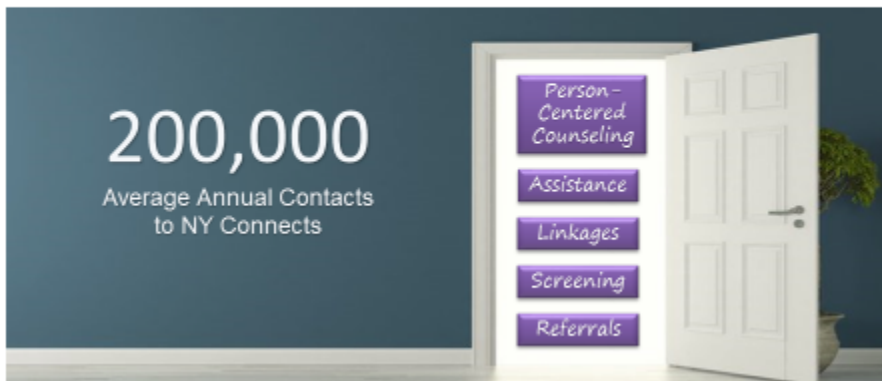 200,000
Average Annual Contacts
to NY Connects
Person-
Centered
Counseling
Assistance
Linkages
Screening
Referrals